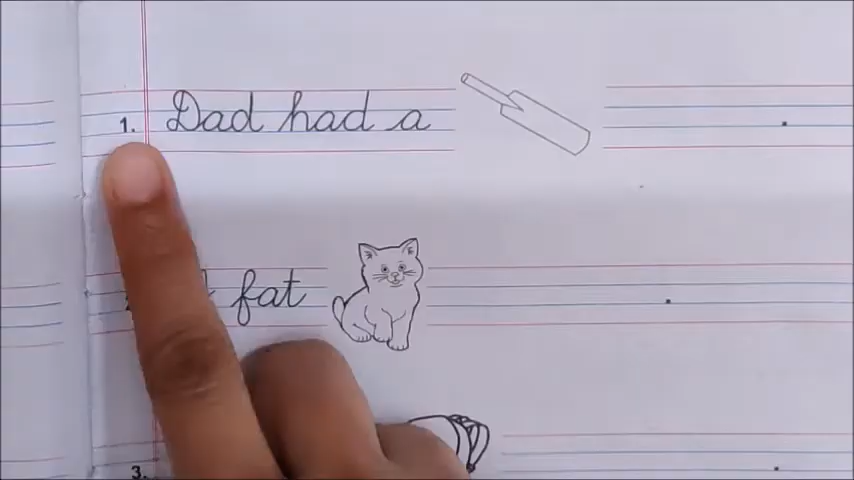 1. Dad had a .
fat .
3. .